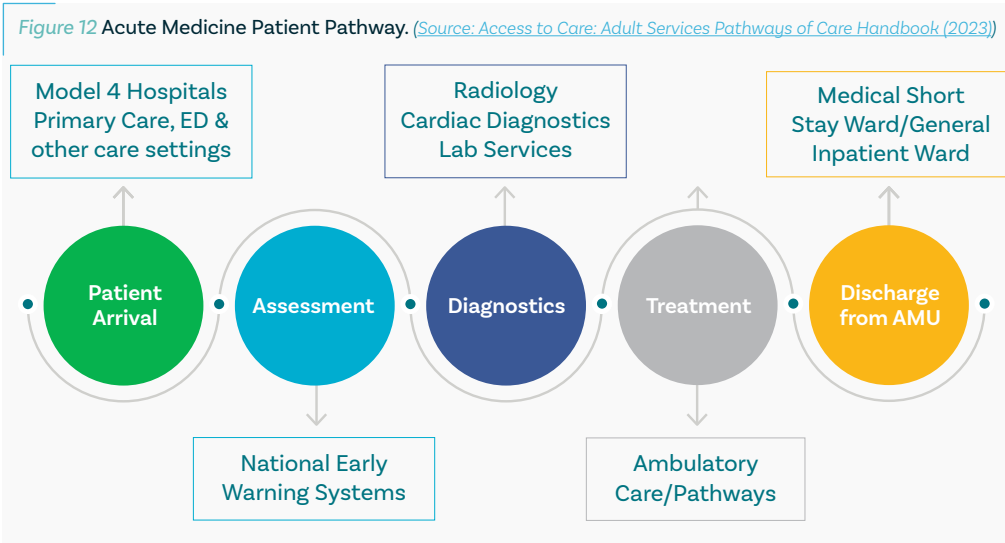 Figure 12 Acute Medicine Patient Pathway. (Source: Access to Care: Adult Services Pathways of Care Handbook (2023))
Model 4 Hospitals
Primary Care, ED &
other care settings
Radiology
Cardiac Diagnostics
Lab Services
Medical Short
Stay Ward/General
Inpatient Ward
Patient
Arrival
Assessment
Diagnostics
Treatment
Discharge
from AMU
National Early
Warning Systems
Ambulatory
Care/Pathways